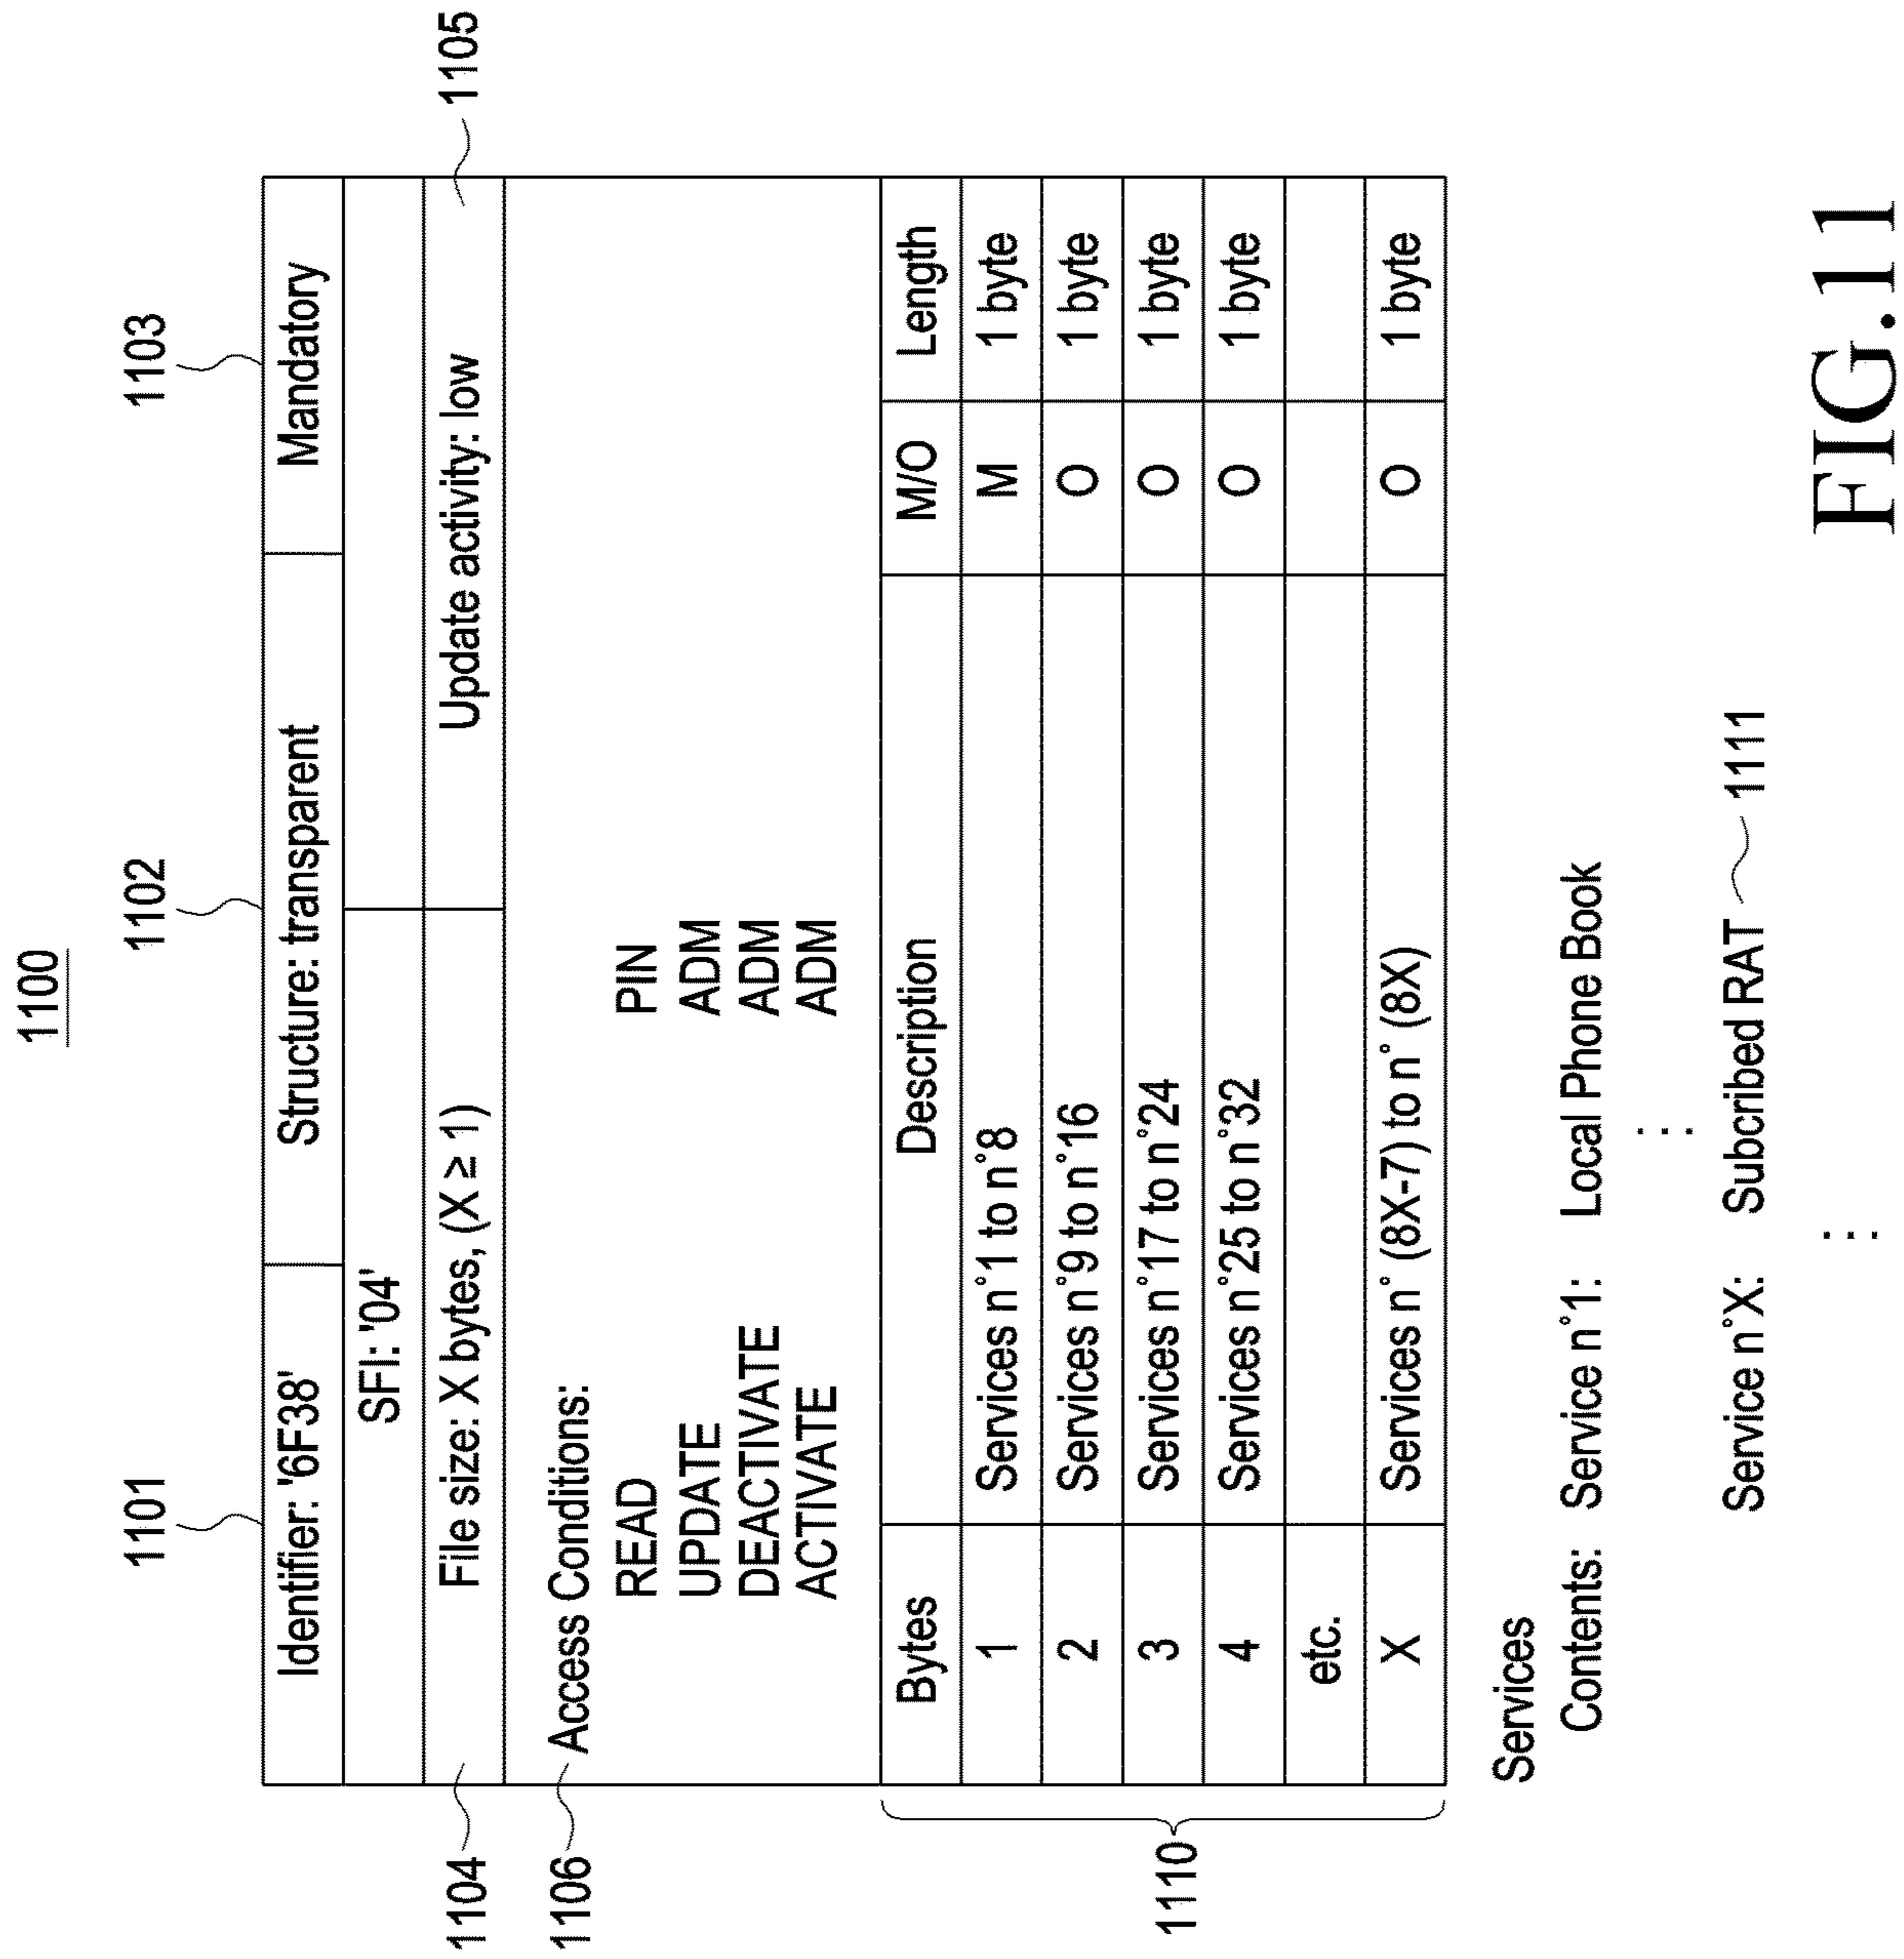 1100
1101 1102 1103
Identifier: '6F38' Structure: transparent Mandatory
SFI: '04'
1104 File size: X bytes, (X ≥ 1) Update activity: low 1105
1106 Access Conditions:
READ PIN
UPDATE ADM
DEACTIVATE ADM
ACTIVATE ADM
Bytes Description M/O Length
1 Services n°1 to n°8 M 1 byte
2 Services n°9 to n°16 O 1 byte
3 Services n°17 to n°24 O 1 byte
4 Services n°25 to n°32 O 1 byte
etc.
X Services n° (8X-7) to n° (8X) O 1 byte
1110
Services
Contents: Service n°1: Local Phone Book
⋮
Service n°X: Subcribed RAT 1111
⋮
FIG.11